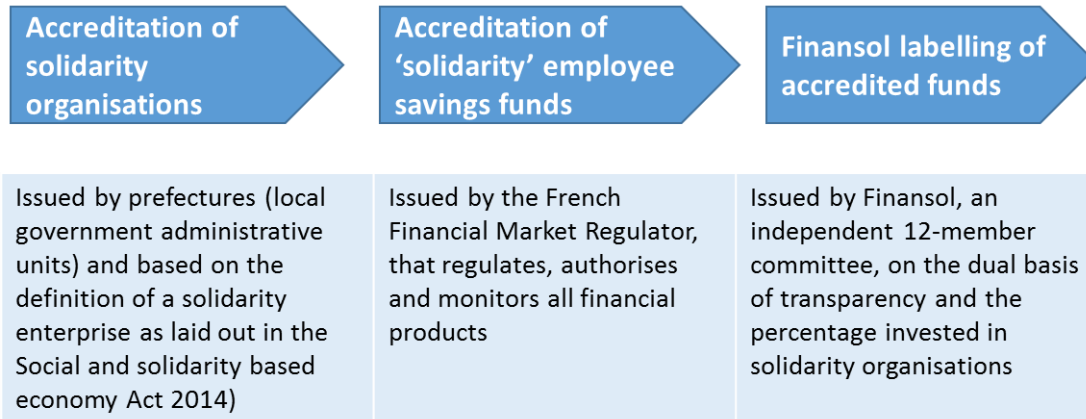 Accreditation of
solidarity
organisations
Accreditation of
‘solidarity’ employee
savings funds
Finansol labelling of
accredited funds
Issued by prefectures (local
government administrative
units) and based on the
definition of a solidarity
enterprise as laid out in the
Social and solidarity based
economy Act 2014)
Issued by the French
Financial Market Regulator,
that regulates, authorises
and monitors all financial
products
Issued by Finansol, an
independent 12-member
committee, on the dual basis
of transparency and the
percentage invested in
solidarity organisations